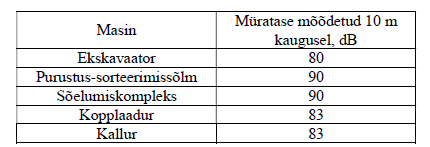 Masin
Müratase mõõdetud 10 m
kaugusel, dB
Ekskavaator 80
Purustus-sorteerimissõlm 90
Sõelumiskompleks 90
Kopplaadur 83
Kallur 83